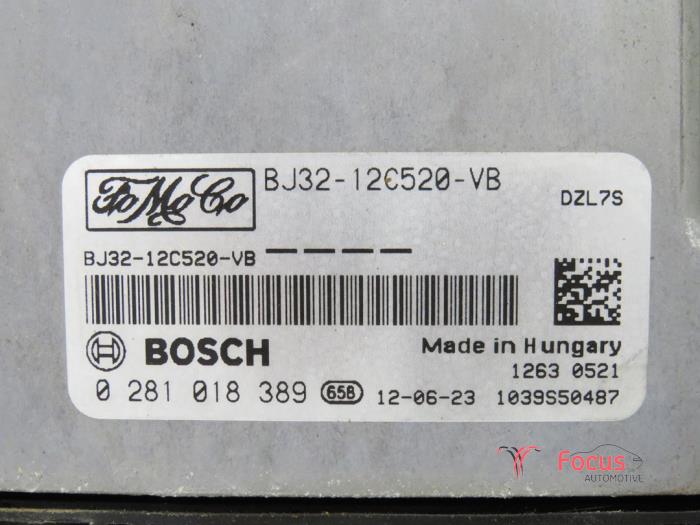 FoMoCo
BJ32-12C520-VB
DZL7S
BJ32-12C520-VB
BOSCH
Made in Hungary
1263 0521
0 281 018 389 65B 12-06-23 1039S50487
Focus
AUTOMOTIVE